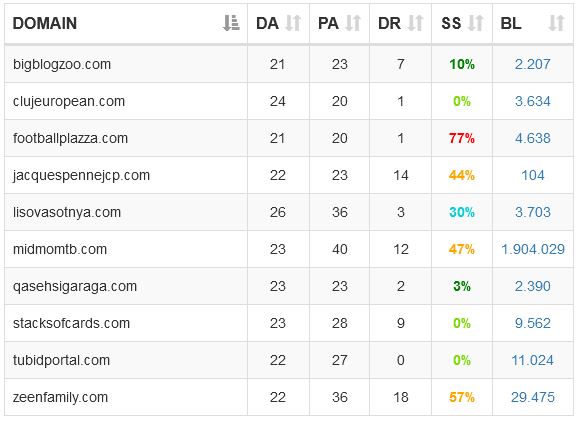 DOMAIN DA PA DR SS BL
bigblogzoo.com 21 23 7 10% 2.207
clujeuropean.com 24 20 1 0% 3.634
footballplazza.com 21 20 1 77% 4.638
jacquespennejcp.com 22 23 14 44% 104
lisovasotnya.com 26 36 3 30% 3.703
midmomtb.com 23 40 12 47% 1.904.029
qasehsigaraga.com 23 23 2 3% 2.390
stacksofcards.com 23 28 9 0% 9.562
tubidportal.com 22 27 0 0% 11.024
zeenfamily.com 22 36 18 57% 29.475